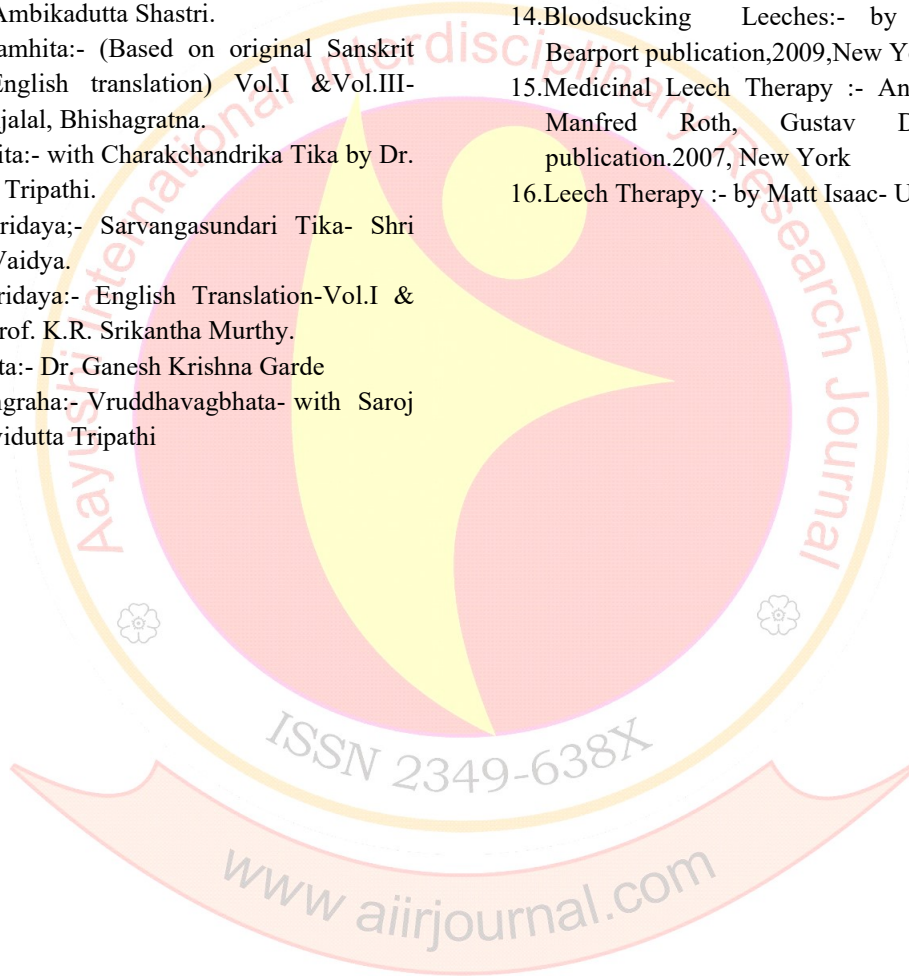 Ambikadutta Shastri.
amhita:- (Based on original Sanskrit
English translation) Vol.I &Vol.III-
jalal, Bhishagratna.
ita:- with Charakchandrika Tika by Dr.
Tripathi.
ridaya;- Sarvangasundari Tika- Shri
Vaidya.
ridaya:- English Translation-Vol.I &
rof. K.R. Srikantha Murthy.
ta:- Dr. Ganesh Krishna Garde
ngraha:- Vruddhavagbhata- with Saroj
vidutta Tripathi
14.Bloodsucking Leeches:- by
Bearport publication,2009,New Yo
15.Medicinal Leech Therapy :- An
Manfred Roth, Gustav D
publication.2007, New York
16.Leech Therapy :- by Matt Isaac- U
Aayushi International Interdisciplinary Research Journal
ISSN 2349-638X
www aiirjournal.com